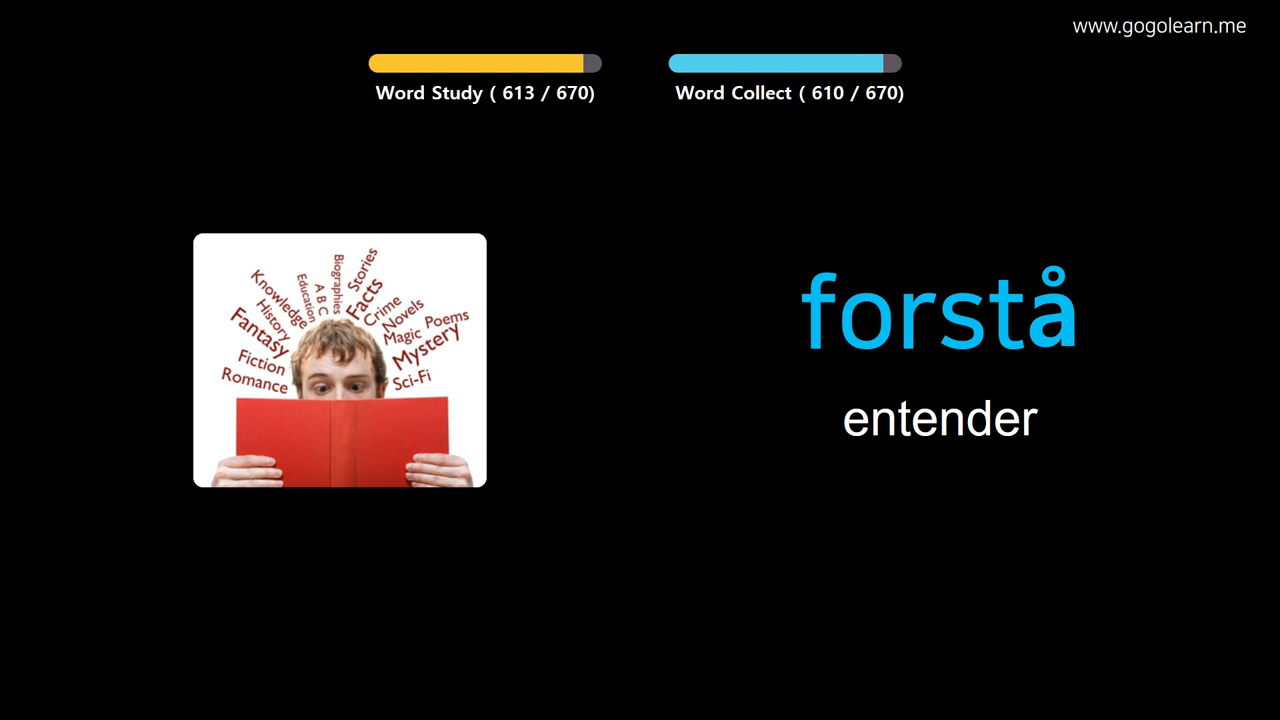 www.gogolearn.me
Word Study ( 613 / 670)
Word Collect ( 610 / 670)
Biographies
Stories
Knowledge
Education
A B C
Facts
History
Crime
Novels
Fantasy
Magic
Poems
Fiction
Mystery
Romance
Sci-Fi
forstå
entender